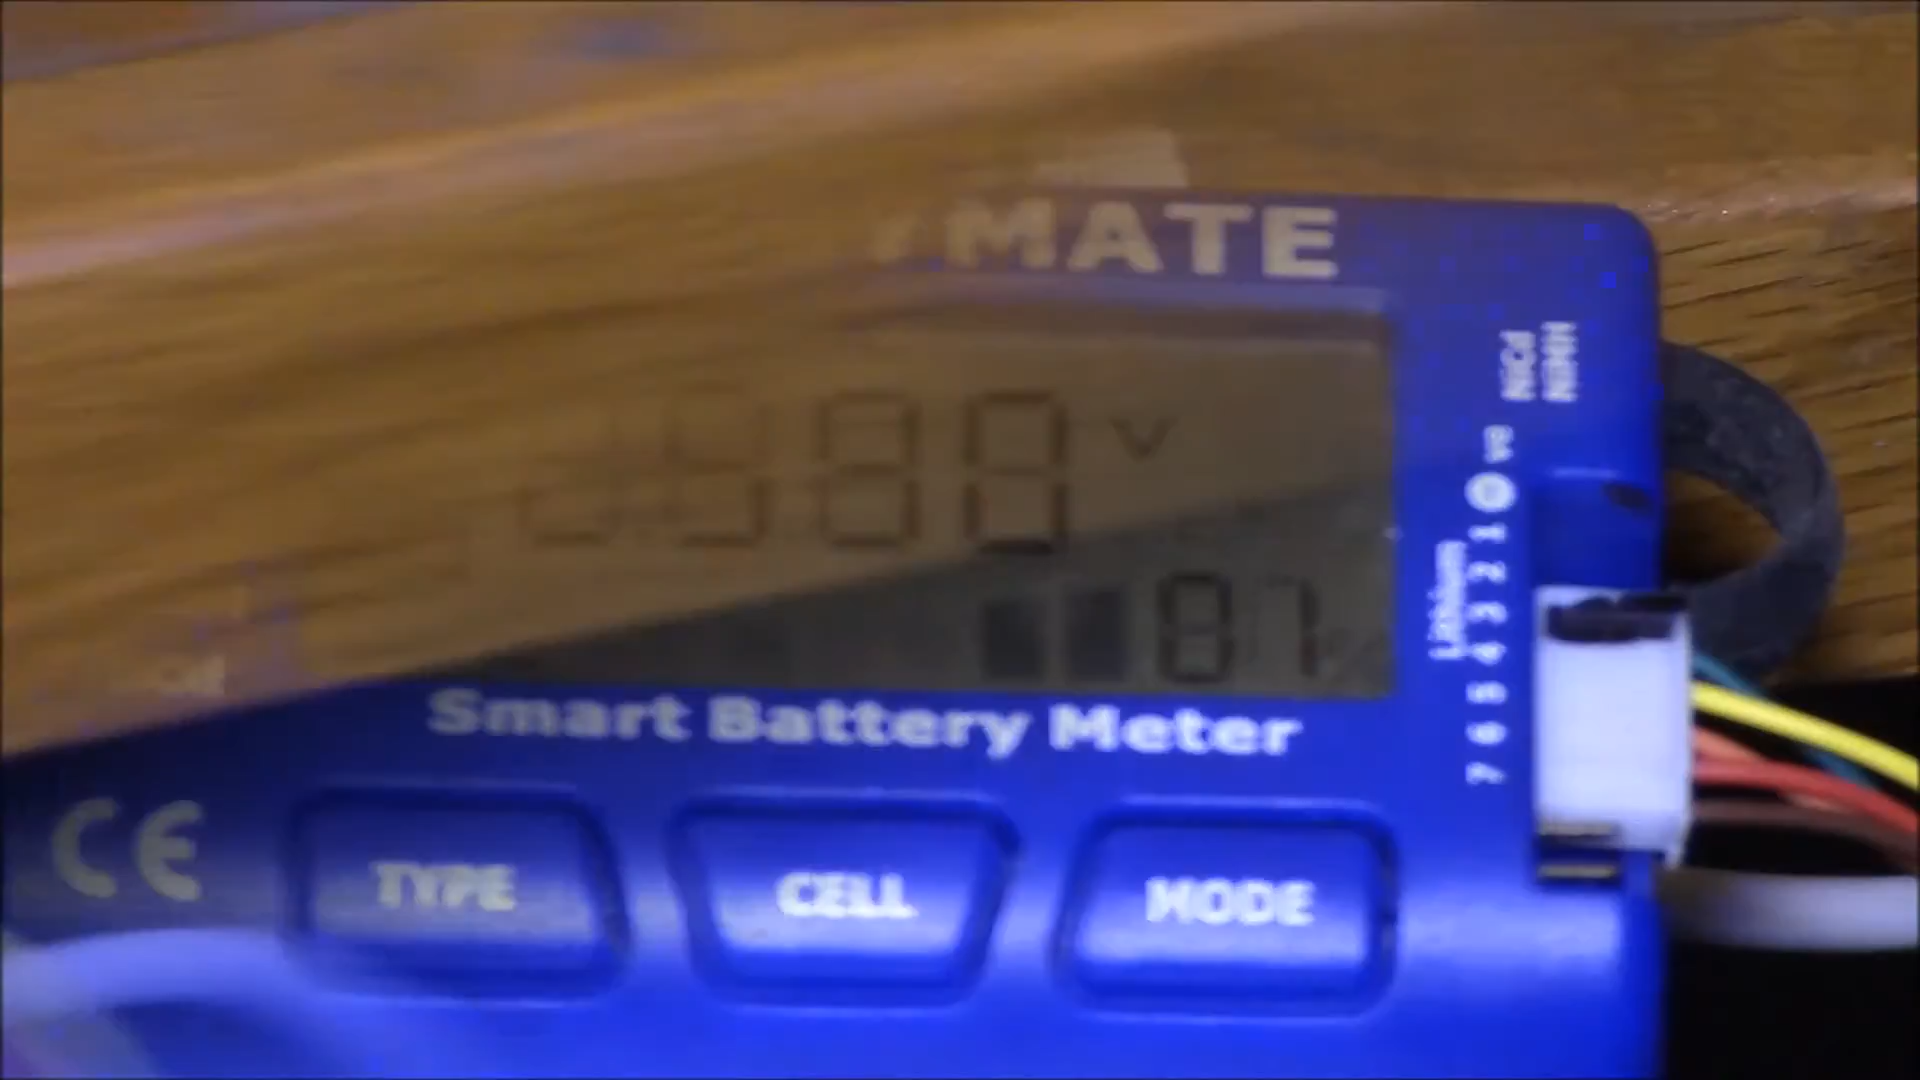 MATE
V
Smart Battery Meter
CE
TYPE CELL MODE
NiCd
NiMH
Lithium
7 6 5 4 3 2 1